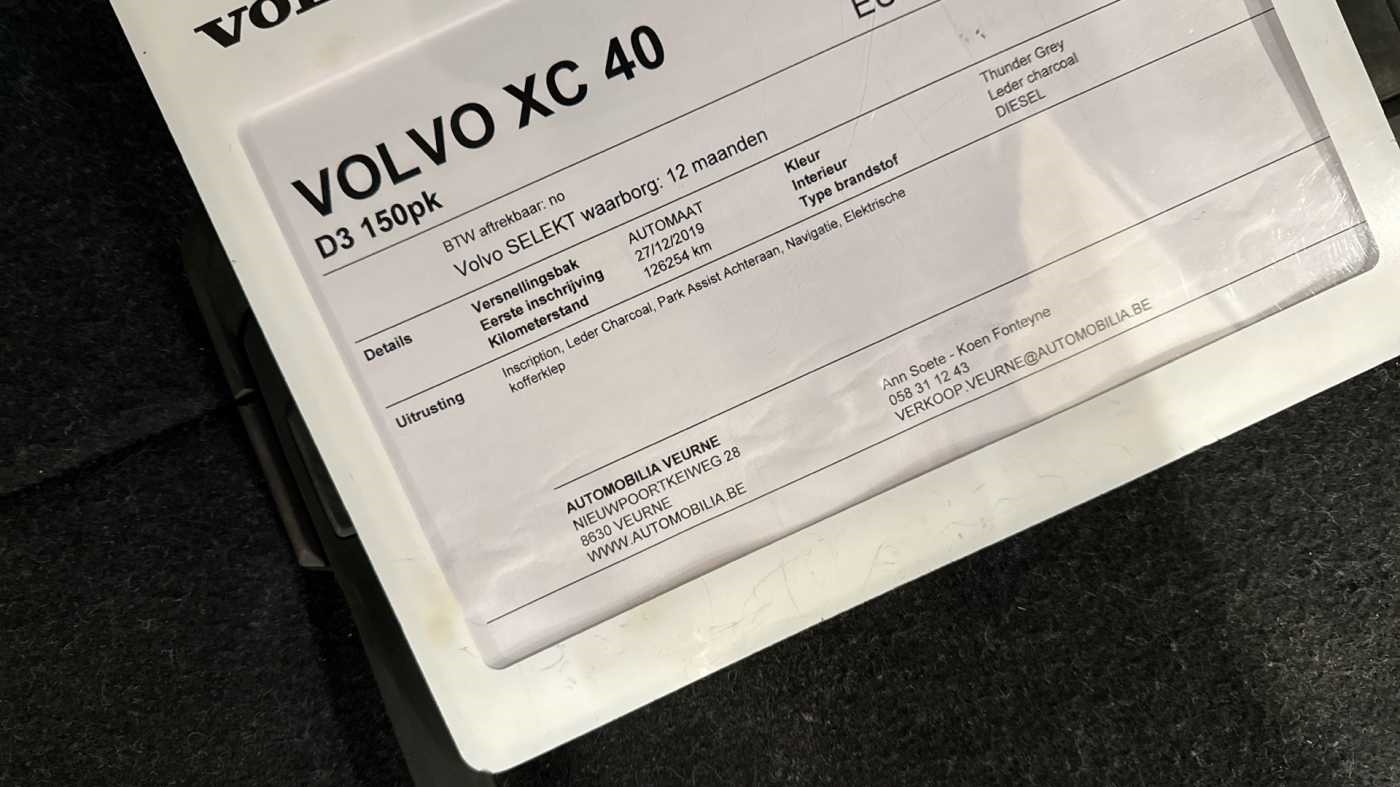 VOLVO XC 40
D3 150pk
BTW aftrekbaar: no
Volvo SELEKT waarborg: 12 maanden
Details
Versnellingsbak AUTOMAAT
Eerste inschrijving 27/12/2019
Kilometerstand 126254 km
Kleur Thunder Grey
Interieur Leder charcoal
Type brandstof DIESEL
Uitrusting
Inscription, Leder Charcoal, Park Assist Achteraan, Navigatie, Elektrische
kofferklep
AUTOMOBILIA VEURNE
NIEUWPOORTKEIWEG 28
8630 VEURNE
WWW.AUTOMOBILIA.BE
Ann Soete - Koen Fonteyne
058 31 12 43
VERKOOP.VEURNE@AUTOMOBILIA.BE